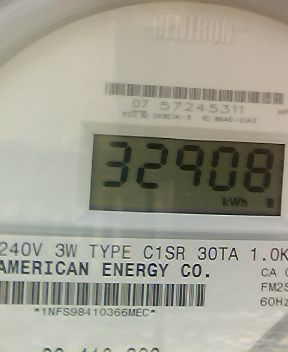 CENTRON
07 57245311
32908
kWh
240V 3W TYPE C1SR 30TA 1.0K
AMERICAN ENERGY CO.
CA
FM2S
60Hz
*1NFS98410366MEC*